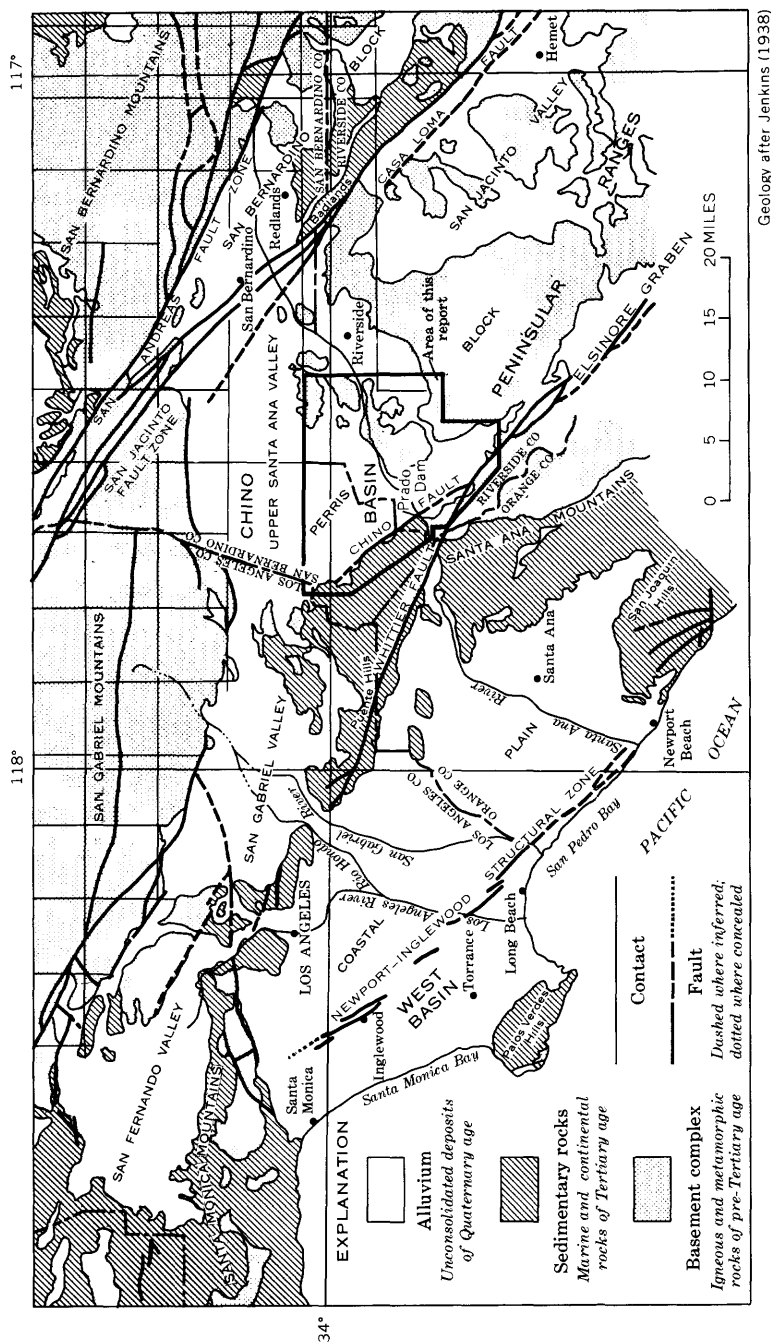 117°
118°
34°
SAN BERNARDINO MOUNTAINS
SAN ANDREAS FAULT ZONE
SAN JACINTO
FAULT ZONE
SAN BERNARDINO
SAN BERNARDINO CO
RIVERSIDE CO
BLOCK
Redlands
San Bernardino
Badlands
CASA LOMA FAULT
Hemet
SAN JACINTO VALLEY
PENINSULAR RANGES
BLOCK
Riverside
Area of this
report
ELSINORE GRABEN
CHINO
UPPER SANTA ANA VALLEY
PERRIS
BASIN
Prado
Dam
CHINO FAULT
RIVERSIDE CO
ORANGE CO
LOS ANGELES CO
SAN BERNARDINO CO
SANTA ANA MOUNTAINS
WHITTIER FAULT
Puente Hills
San Joaquin
Hills
Santa Ana
Santa Ana River
SAN GABRIEL MOUNTAINS
SAN GABRIEL VALLEY
PLAIN
LOS ANGELES CO
ORANGE CO
Newport
Beach
PACIFIC OCEAN
San Pedro Bay
San Gabriel River
Rio Hondo
Los Angeles River
LOS ANGELES
COASTAL
NEWPORT-INGLEWOOD STRUCTURAL ZONE
WEST
BASIN
Long Beach
Torrance
Inglewood
Palos Verdes
Hills
Santa Monica Bay
Santa
Monica
SAN FERNANDO VALLEY
SANTA MONICA MOUNTAINS
0 5 10 15 20 MILES
EXPLANATION
Alluvium
Unconsolidated deposits
of Quaternary age
Sedimentary rocks
Marine and continental
rocks of Tertiary age
Basement complex
Igneous and metamorphic
rocks of pre-Tertiary age
Contact
Fault
Dashed where inferred;
dotted where concealed
Geology after Jenkins (1938)